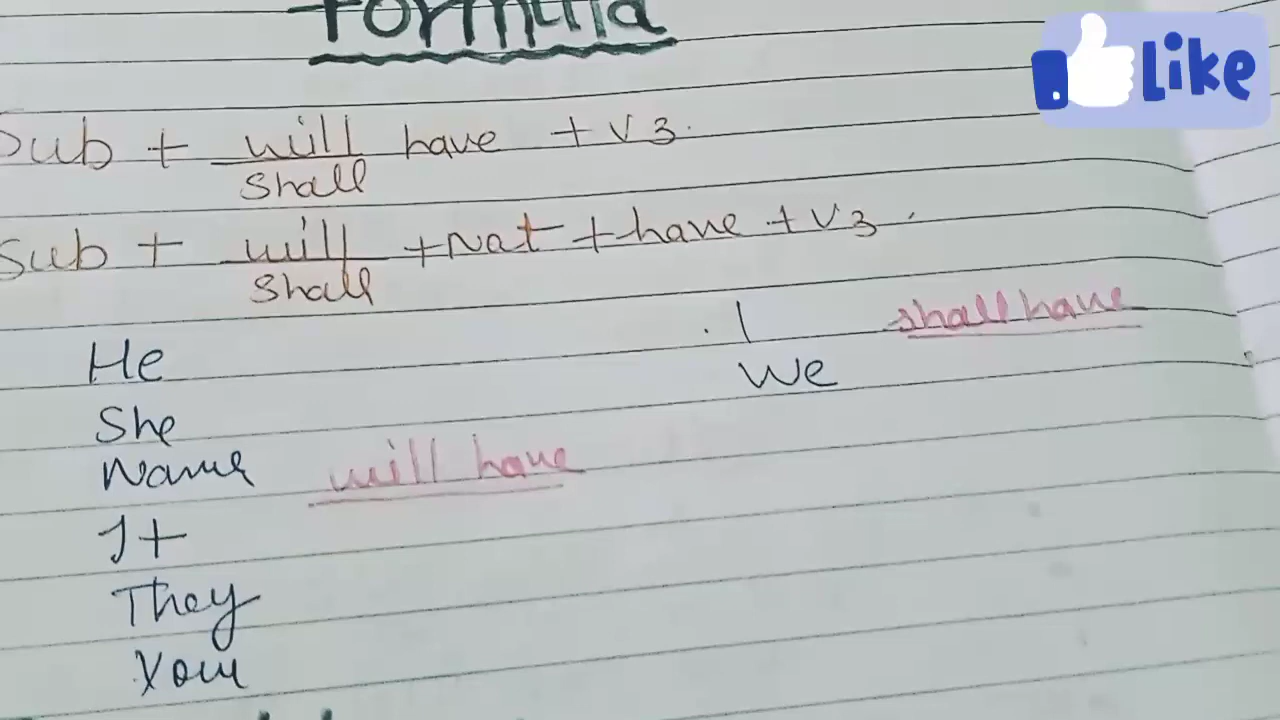 Formula
Like
Sub + will have + V3.
Shall
Sub + will + Not + have + V3.
Shall
He
She
Name will have
It
They
You
I shall have
We